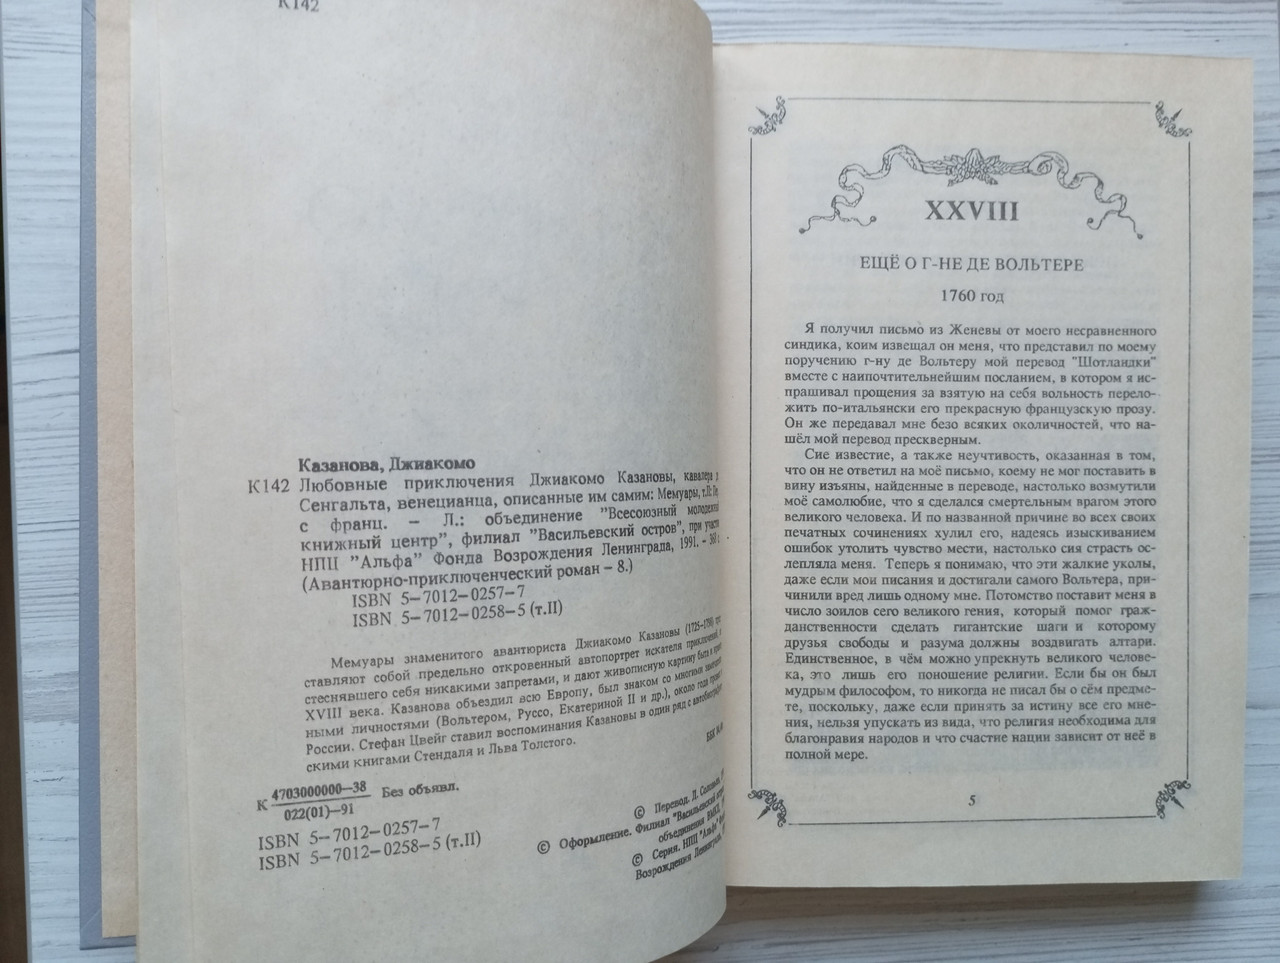 К142
Казанова, Джиакомо
К142 Любовные приключения Джиакомо Казановы, кавалера
Сенгальта, венецианца, описанные им самим: Мемуары, т.II:
с франц. – Л.: объединение "Всесоюзный молодежный
книжный центр", филиал "Васильевский остров", при участии
НПЦ "Альфа" Фонда Возрождения Ленинграда, 1991. –
(Авантюрно-приключенческий роман – 8.)
ISBN 5–7012–0257–7
ISBN 5–7012–0258–5 (т.II)
Мемуары знаменитого авантюриста Джиакомо Казановы
ставляют собой предельно откровенный автопортрет искателя приключений,
стеснявшего себя никакими запретами, и дают живописную картину быта и
XVIII века. Казанова объездил всю Европу, был знаком со многими
ными личностями (Вольтером, Руссо, Екатериной II и др.), около года
России. Стефан Цвейг ставил воспоминания Казановы в один ряд с
скими книгами Стендаля и Льва Толстого.
ББК
К 4703000000–38 Без объявл.
022(01)–91
ISBN 5–7012–0257–7
ISBN 5–7012–0258–5 (т.II)
© Перевод. Д.
© Оформление. Филиал "Васильевский
объединения
© Серия. НПЦ "Альфа"
Возрождения Ленинграда,
XXVIII
ЕЩЁ О Г-НЕ ДЕ ВОЛЬТЕРЕ
1760 год
Я получил письмо из Женевы от моего несравненного
синдика, коим извещал он меня, что представил по моему
поручению г-ну де Вольтеру мой перевод "Шотландки"
вместе с наипочтительнейшим посланием, в котором я ис-
прашивал прощения за взятую на себя вольность перело-
жить по-итальянски его прекрасную французскую прозу.
Он же передавал мне безо всяких околичностей, что на-
шёл мой перевод прескверным.
Сие известие, а также неучтивость, оказанная в том,
что он не ответил на моё письмо, коему не мог поставить в
вину изъяны, найденные в переводе, настолько возмутили
моё самолюбие, что я сделался смертельным врагом этого
великого человека. И по названной причине во всех своих
печатных сочинениях хулил его, надеясь изыскиванием
ошибок утолить чувство мести, настолько сия страсть ос-
лепляла меня. Теперь я понимаю, что эти жалкие уколы,
даже если мои писания и достигали самого Вольтера, при-
чинили вред лишь одному мне. Потомство поставит меня в
число зоилов сего великого гения, который помог граж-
данственности сделать гигантские шаги и которому
друзья свободы и разума должны воздвигать алтари.
Единственное, в чём можно упрекнуть великого челове-
ка, это лишь его поношение религии. Если бы он был
мудрым философом, то никогда не писал бы о сём предме-
те, поскольку, даже если принять за истину все его мне-
ния, нельзя упускать из вида, что религия необходима для
благонравия народов и что счастие нации зависит от неё в
полной мере.
5